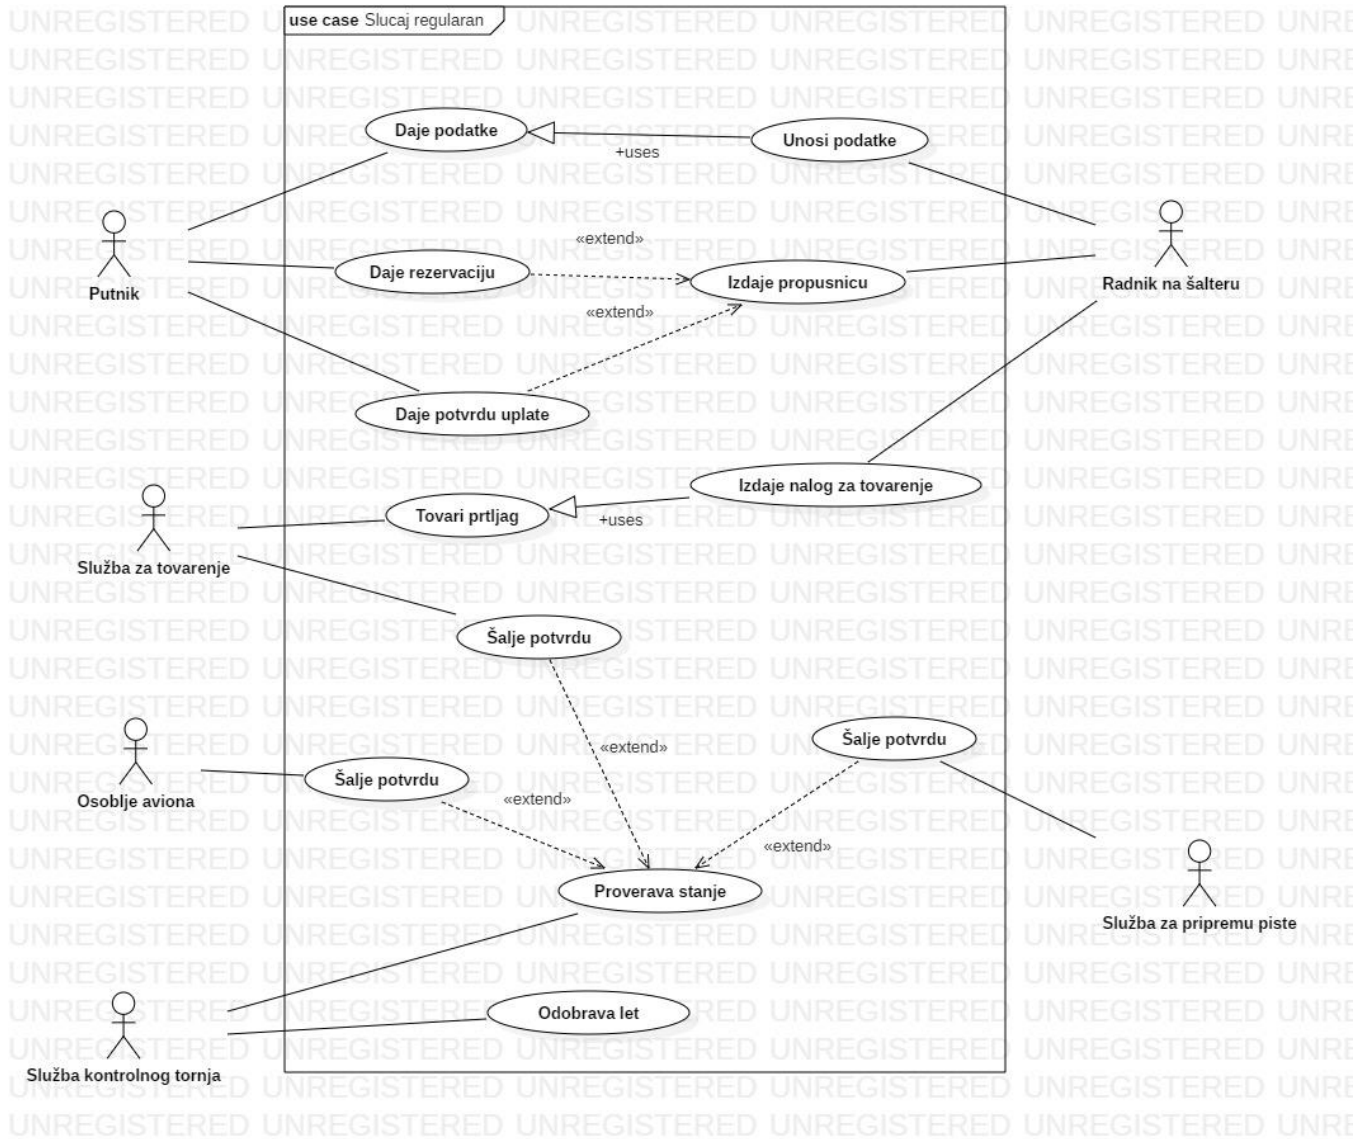 use case Slucaj regularan
Daje podatke
Unosi podatke
+uses
Putnik
Radnik na šalteru
«extend»
Daje rezervaciju
Izdaje propusnicu
«extend»
Daje potvrdu uplate
Izdaje nalog za tovarenje
Tovari prtljag
+uses
Služba za tovarenje
Šalje potvrdu
Šalje potvrdu
«extend»
Osoblje aviona
Šalje potvrdu
«extend»
«extend»
Proverava stanje
Služba za pripremu piste
Odobrava let
Služba kontrolnog tornja
UNREGISTERED